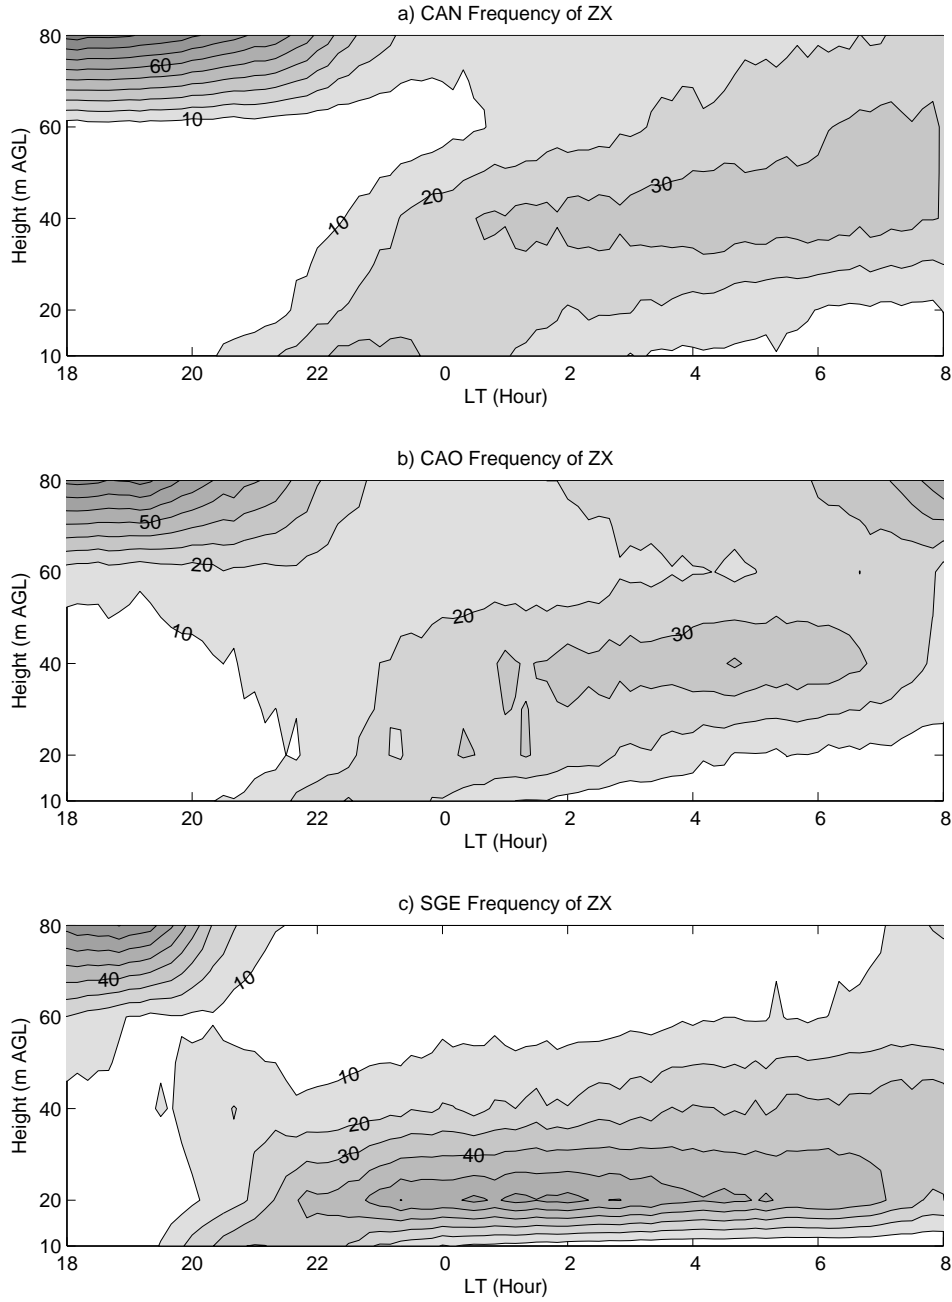 a) CAN Frequency of ZX
80
60
10
60
Height (m AGL)
30
20
40
10
20
10
18 20 22 0 2 4 6 8
LT (Hour)
b) CAO Frequency of ZX
80
50
20
60
20
10
30
Height (m AGL)
40
20
10
18 20 22 0 2 4 6 8
LT (Hour)
c) SGE Frequency of ZX
80
40
10
60
Height (m AGL)
10
40
20
30
40
20
10
18 20 22 0 2 4 6 8
LT (Hour)